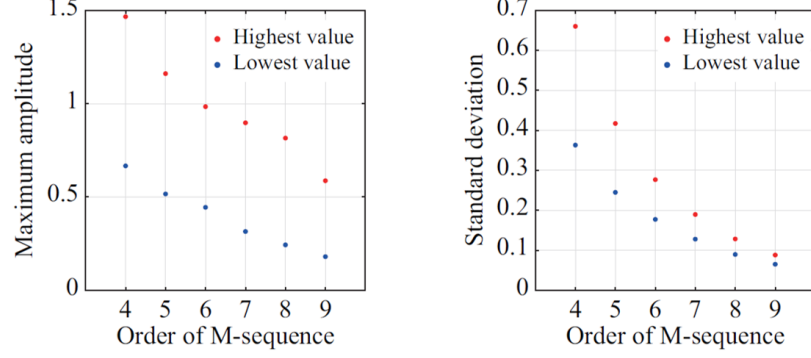 1.5
1
0.5
0
Maximum amplitude
Highest value
Lowest value
4 5 6 7 8 9
Order of M-sequence
0.7
0.6
0.5
0.4
0.3
0.2
0.1
0
Standard deviation
Highest value
Lowest value
4 5 6 7 8 9
Order of M-sequence